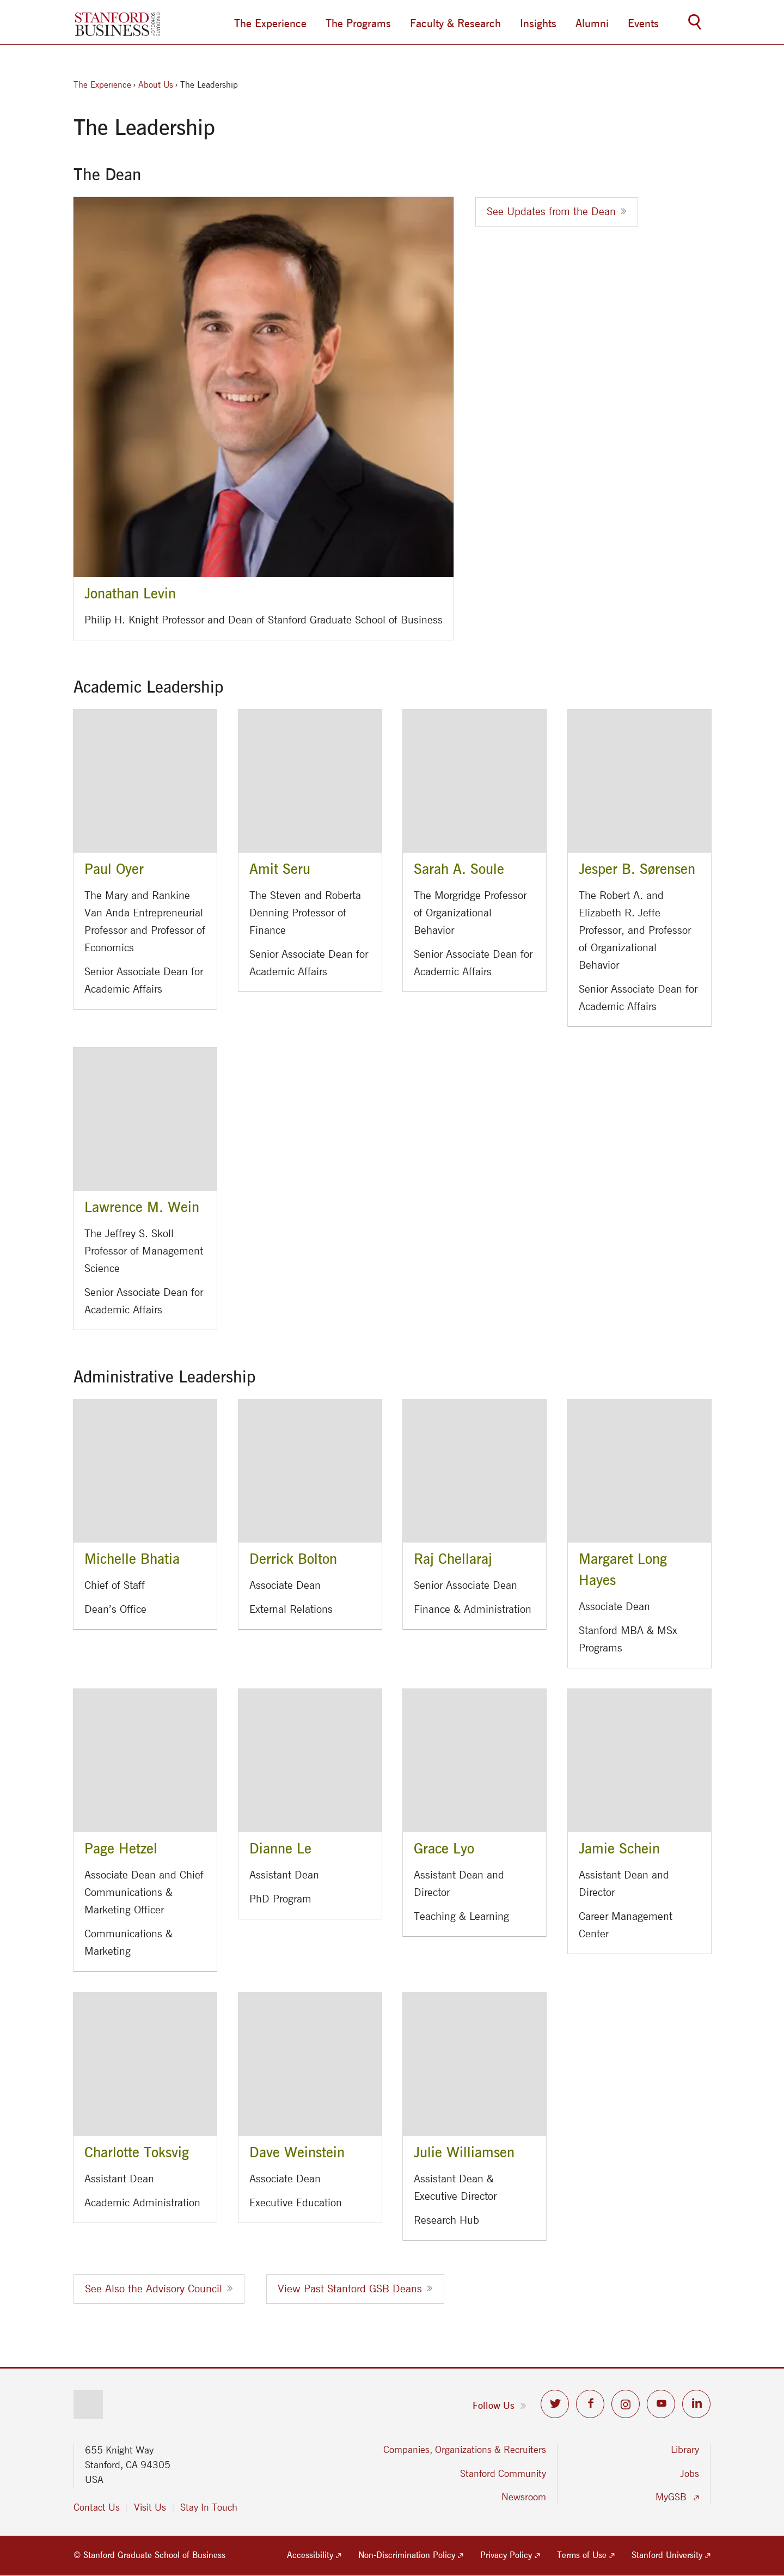 STANFORD
BUSINESS
GRADUATE
SCHOOL OF
The Experience
The Programs
Faculty & Research
Insights
Alumni
Events
The Experience › About Us › The Leadership
The Leadership
The Dean
See Updates from the Dean »
Jonathan Levin
Philip H. Knight Professor and Dean of Stanford Graduate School of Business
Academic Leadership
Paul Oyer
The Mary and Rankine
Van Anda Entrepreneurial
Professor and Professor of
Economics
Senior Associate Dean for
Academic Affairs
Amit Seru
The Steven and Roberta
Denning Professor of
Finance
Senior Associate Dean for
Academic Affairs
Sarah A. Soule
The Morgridge Professor
of Organizational
Behavior
Senior Associate Dean for
Academic Affairs
Jesper B. Sørensen
The Robert A. and
Elizabeth R. Jeffe
Professor, and Professor
of Organizational
Behavior
Senior Associate Dean for
Academic Affairs
Lawrence M. Wein
The Jeffrey S. Skoll
Professor of Management
Science
Senior Associate Dean for
Academic Affairs
Administrative Leadership
Michelle Bhatia
Chief of Staff
Dean's Office
Derrick Bolton
Associate Dean
External Relations
Raj Chellaraj
Senior Associate Dean
Finance & Administration
Margaret Long
Hayes
Associate Dean
Stanford MBA & MSx
Programs
Page Hetzel
Associate Dean and Chief
Communications &
Marketing Officer
Communications &
Marketing
Dianne Le
Assistant Dean
PhD Program
Grace Lyo
Assistant Dean and
Director
Teaching & Learning
Jamie Schein
Assistant Dean and
Director
Career Management
Center
Charlotte Toksvig
Assistant Dean
Academic Administration
Dave Weinstein
Associate Dean
Executive Education
Julie Williamsen
Assistant Dean &
Executive Director
Research Hub
See Also the Advisory Council »
View Past Stanford GSB Deans »
Follow Us »
655 Knight Way
Stanford, CA 94305
USA
Contact Us | Visit Us | Stay In Touch
Companies, Organizations & Recruiters
Stanford Community
Newsroom
Library
Jobs
MyGSB
© Stanford Graduate School of Business
Accessibility
Non-Discrimination Policy
Privacy Policy
Terms of Use
Stanford University